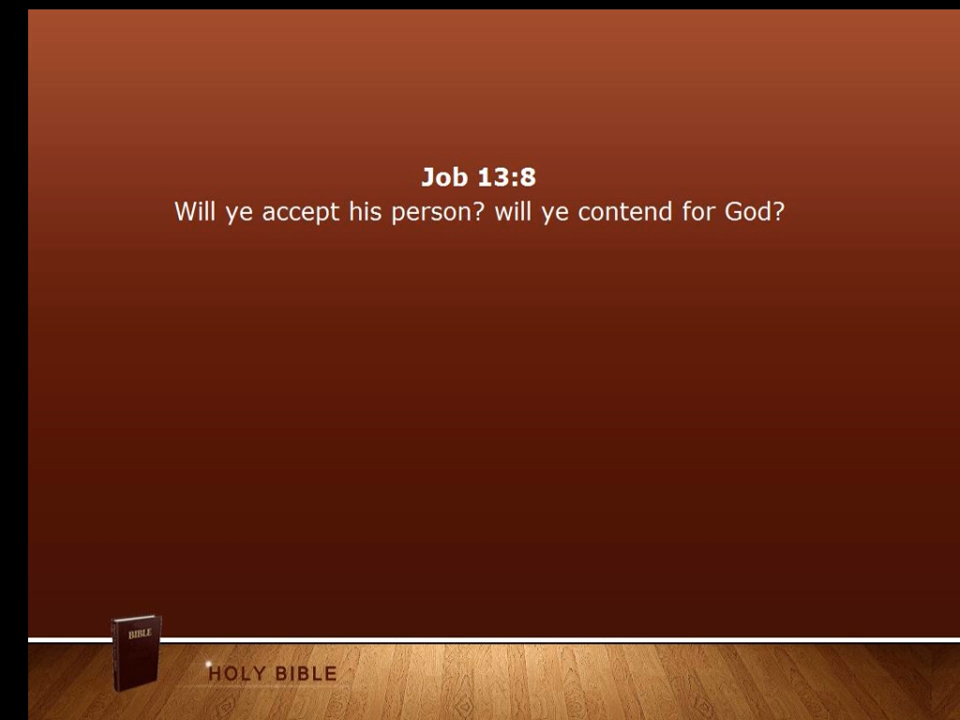 Job 13:8
Will ye accept his person? will ye contend for God?
BIBLE
HOLY BIBLE